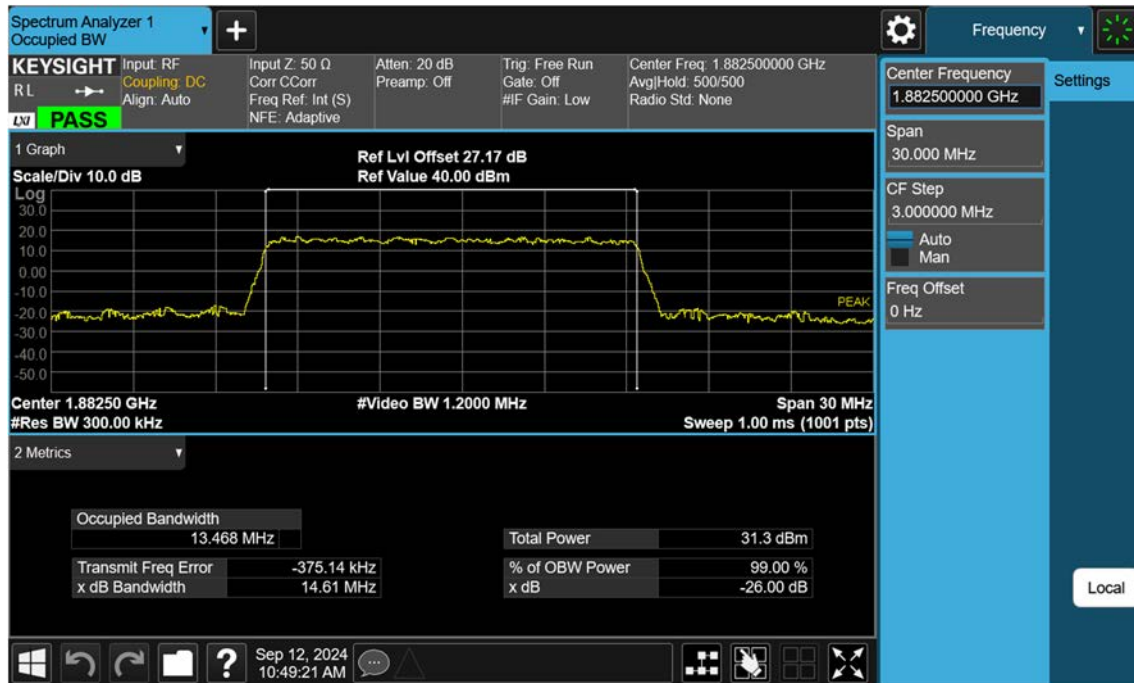 Spectrum Analyzer 1
Occupied BW
+
Frequency
KEYSIGHT
RL
LXI PASS
Input: RF
Coupling: DC
Align: Auto
Input Z: 50 Ω
Corr CCorr
Freq Ref: Int (S)
NFE: Adaptive
Atten: 20 dB
Preamp: Off
Trig: Free Run
Gate: Off
#IF Gain: Low
Center Freq: 1.882500000 GHz
Avg|Hold: 500/500
Radio Std: None
Center Frequency
1.882500000 GHz
Settings
Span
30.000 MHz
CF Step
3.000000 MHz
Auto
Man
Freq Offset
0 Hz
Local
1 Graph
Scale/Div 10.0 dB
Ref Lvl Offset 27.17 dB
Ref Value 40.00 dBm
Log
30.0
20.0
10.0
0.00
-10.0
-20.0
-30.0
-40.0
-50.0
PEAK
Center 1.88250 GHz
#Res BW 300.00 kHz
#Video BW 1.2000 MHz
Span 30 MHz
Sweep 1.00 ms (1001 pts)
2 Metrics
Occupied Bandwidth
13.468 MHz
Total Power 31.3 dBm
Transmit Freq Error -375.14 kHz
% of OBW Power 99.00 %
x dB Bandwidth 14.61 MHz
x dB -26.00 dB
?
Sep 12, 2024
10:49:21 AM